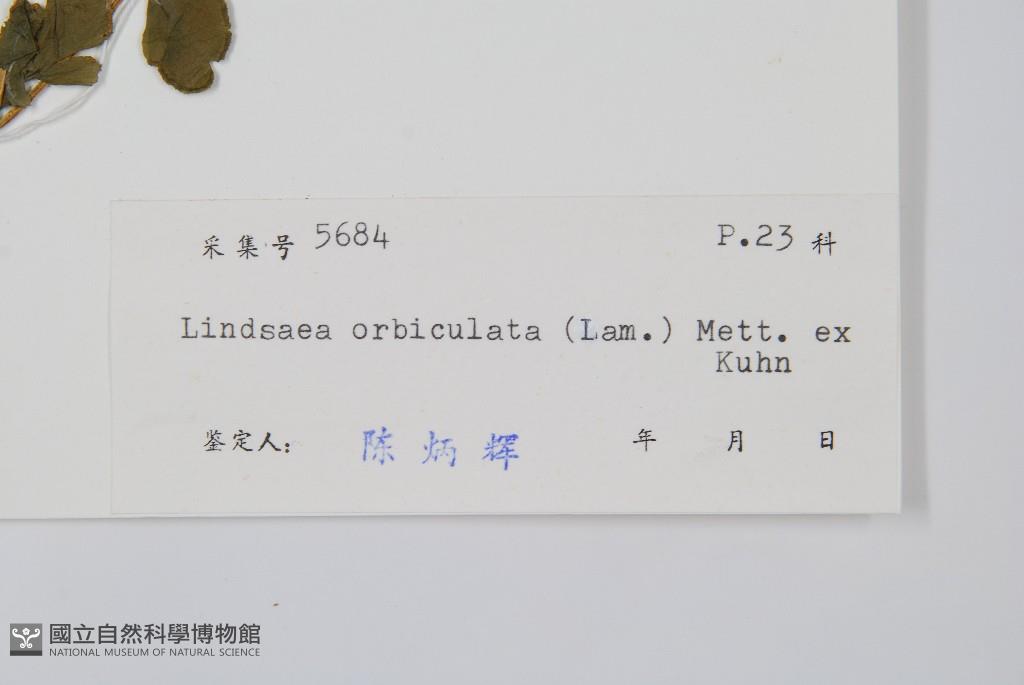 采集号 5684 P.23 科
Lindsaea orbiculata (Lam.) Mett. ex
Kuhn
鉴定人: 陈炳辉 年 月 日
國立自然科學博物館
NATIONAL MUSEUM OF NATURAL SCIENCE